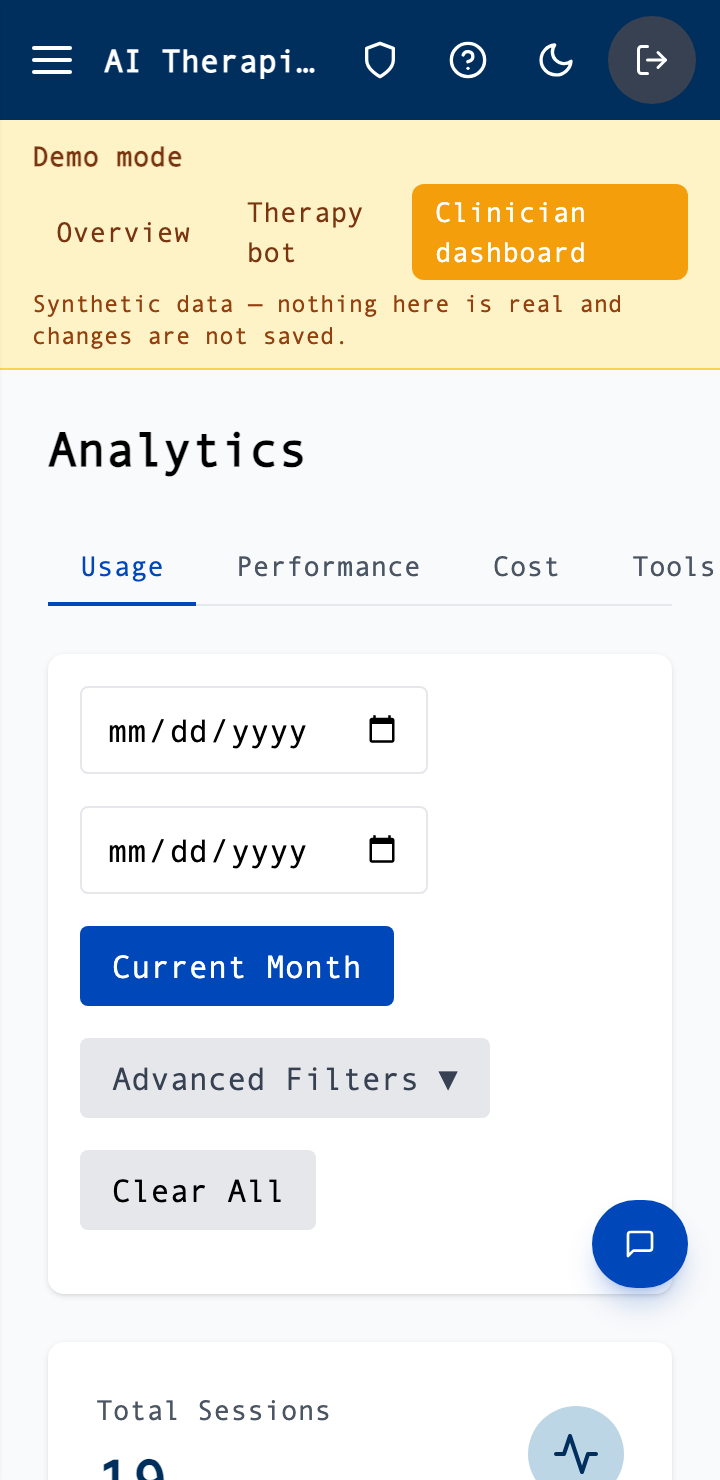 AI Therapi…
Demo mode
Overview
Therapy bot
Clinician dashboard
Synthetic data — nothing here is real and
changes are not saved.
Analytics
Usage Performance Cost Tools
mm/dd/yyyy
mm/dd/yyyy
Current Month
Advanced Filters ▼
Clear All
Total Sessions
19